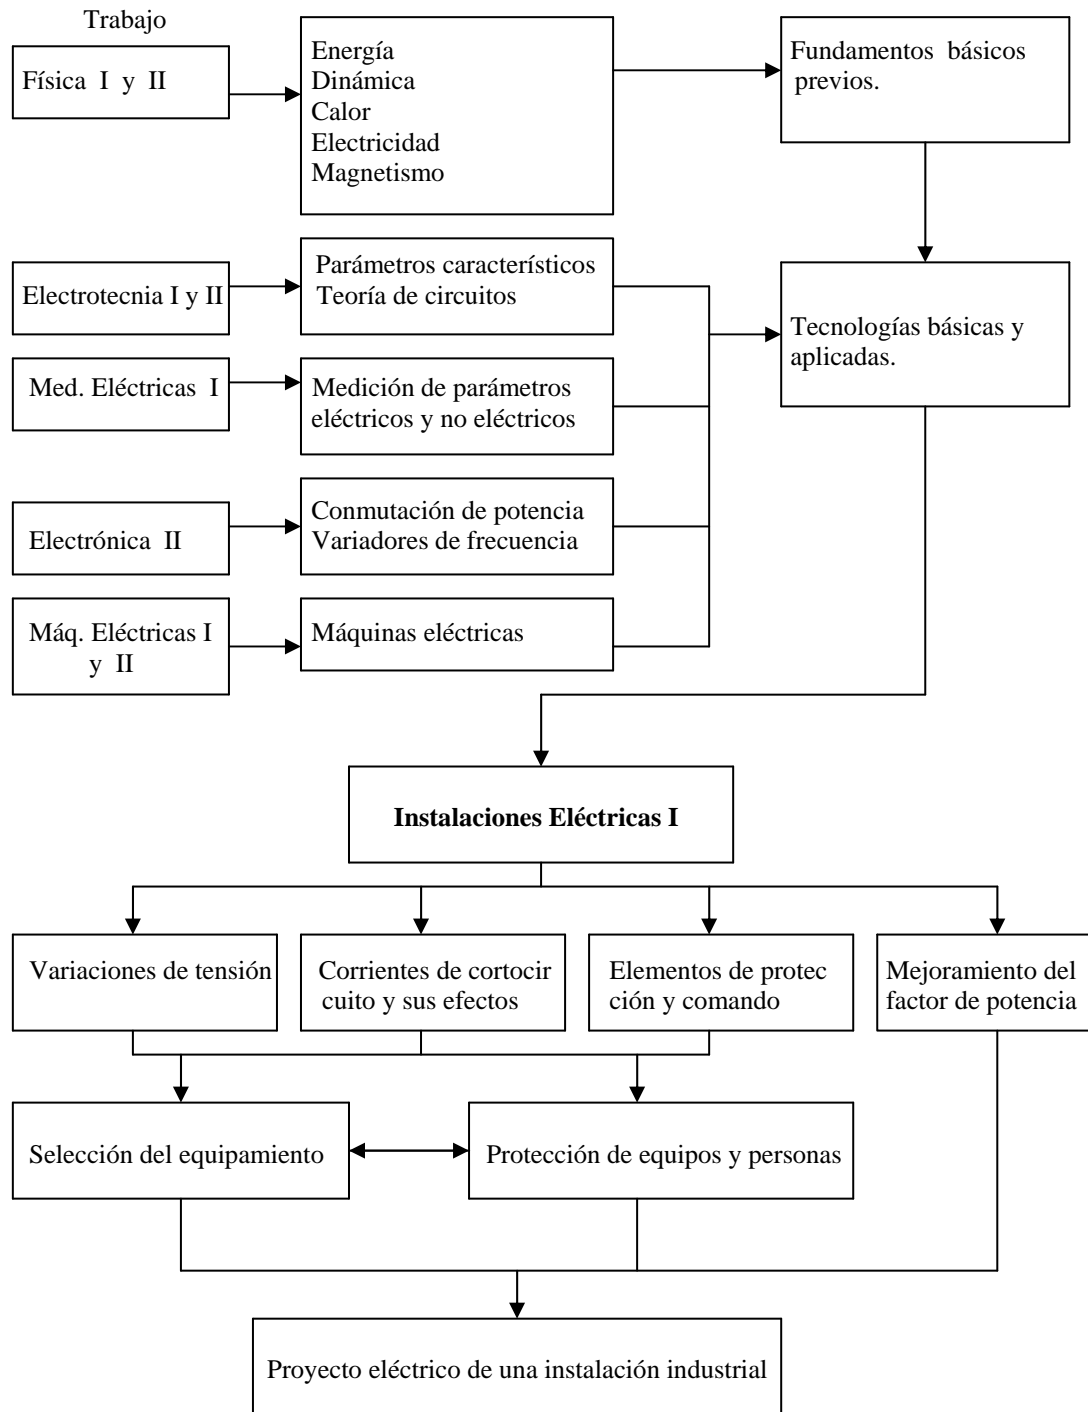 Trabajo
Física I y II
Energía
Dinámica
Calor
Electricidad
Magnetismo
Fundamentos básicos
previos.
Electrotecnia I y II
Parámetros característicos
Teoría de circuitos
Tecnologías básicas y
aplicadas.
Med. Eléctricas I
Medición de parámetros
eléctricos y no eléctricos
Electrónica II
Conmutación de potencia
Variadores de frecuencia
Máq. Eléctricas I
y II
Máquinas eléctricas
Instalaciones Eléctricas I
Variaciones de tensión
Corrientes de cortocir
cuito y sus efectos
Elementos de protec
ción y comando
Mejoramiento del
factor de potencia
Selección del equipamiento
Protección de equipos y personas
Proyecto eléctrico de una instalación industrial